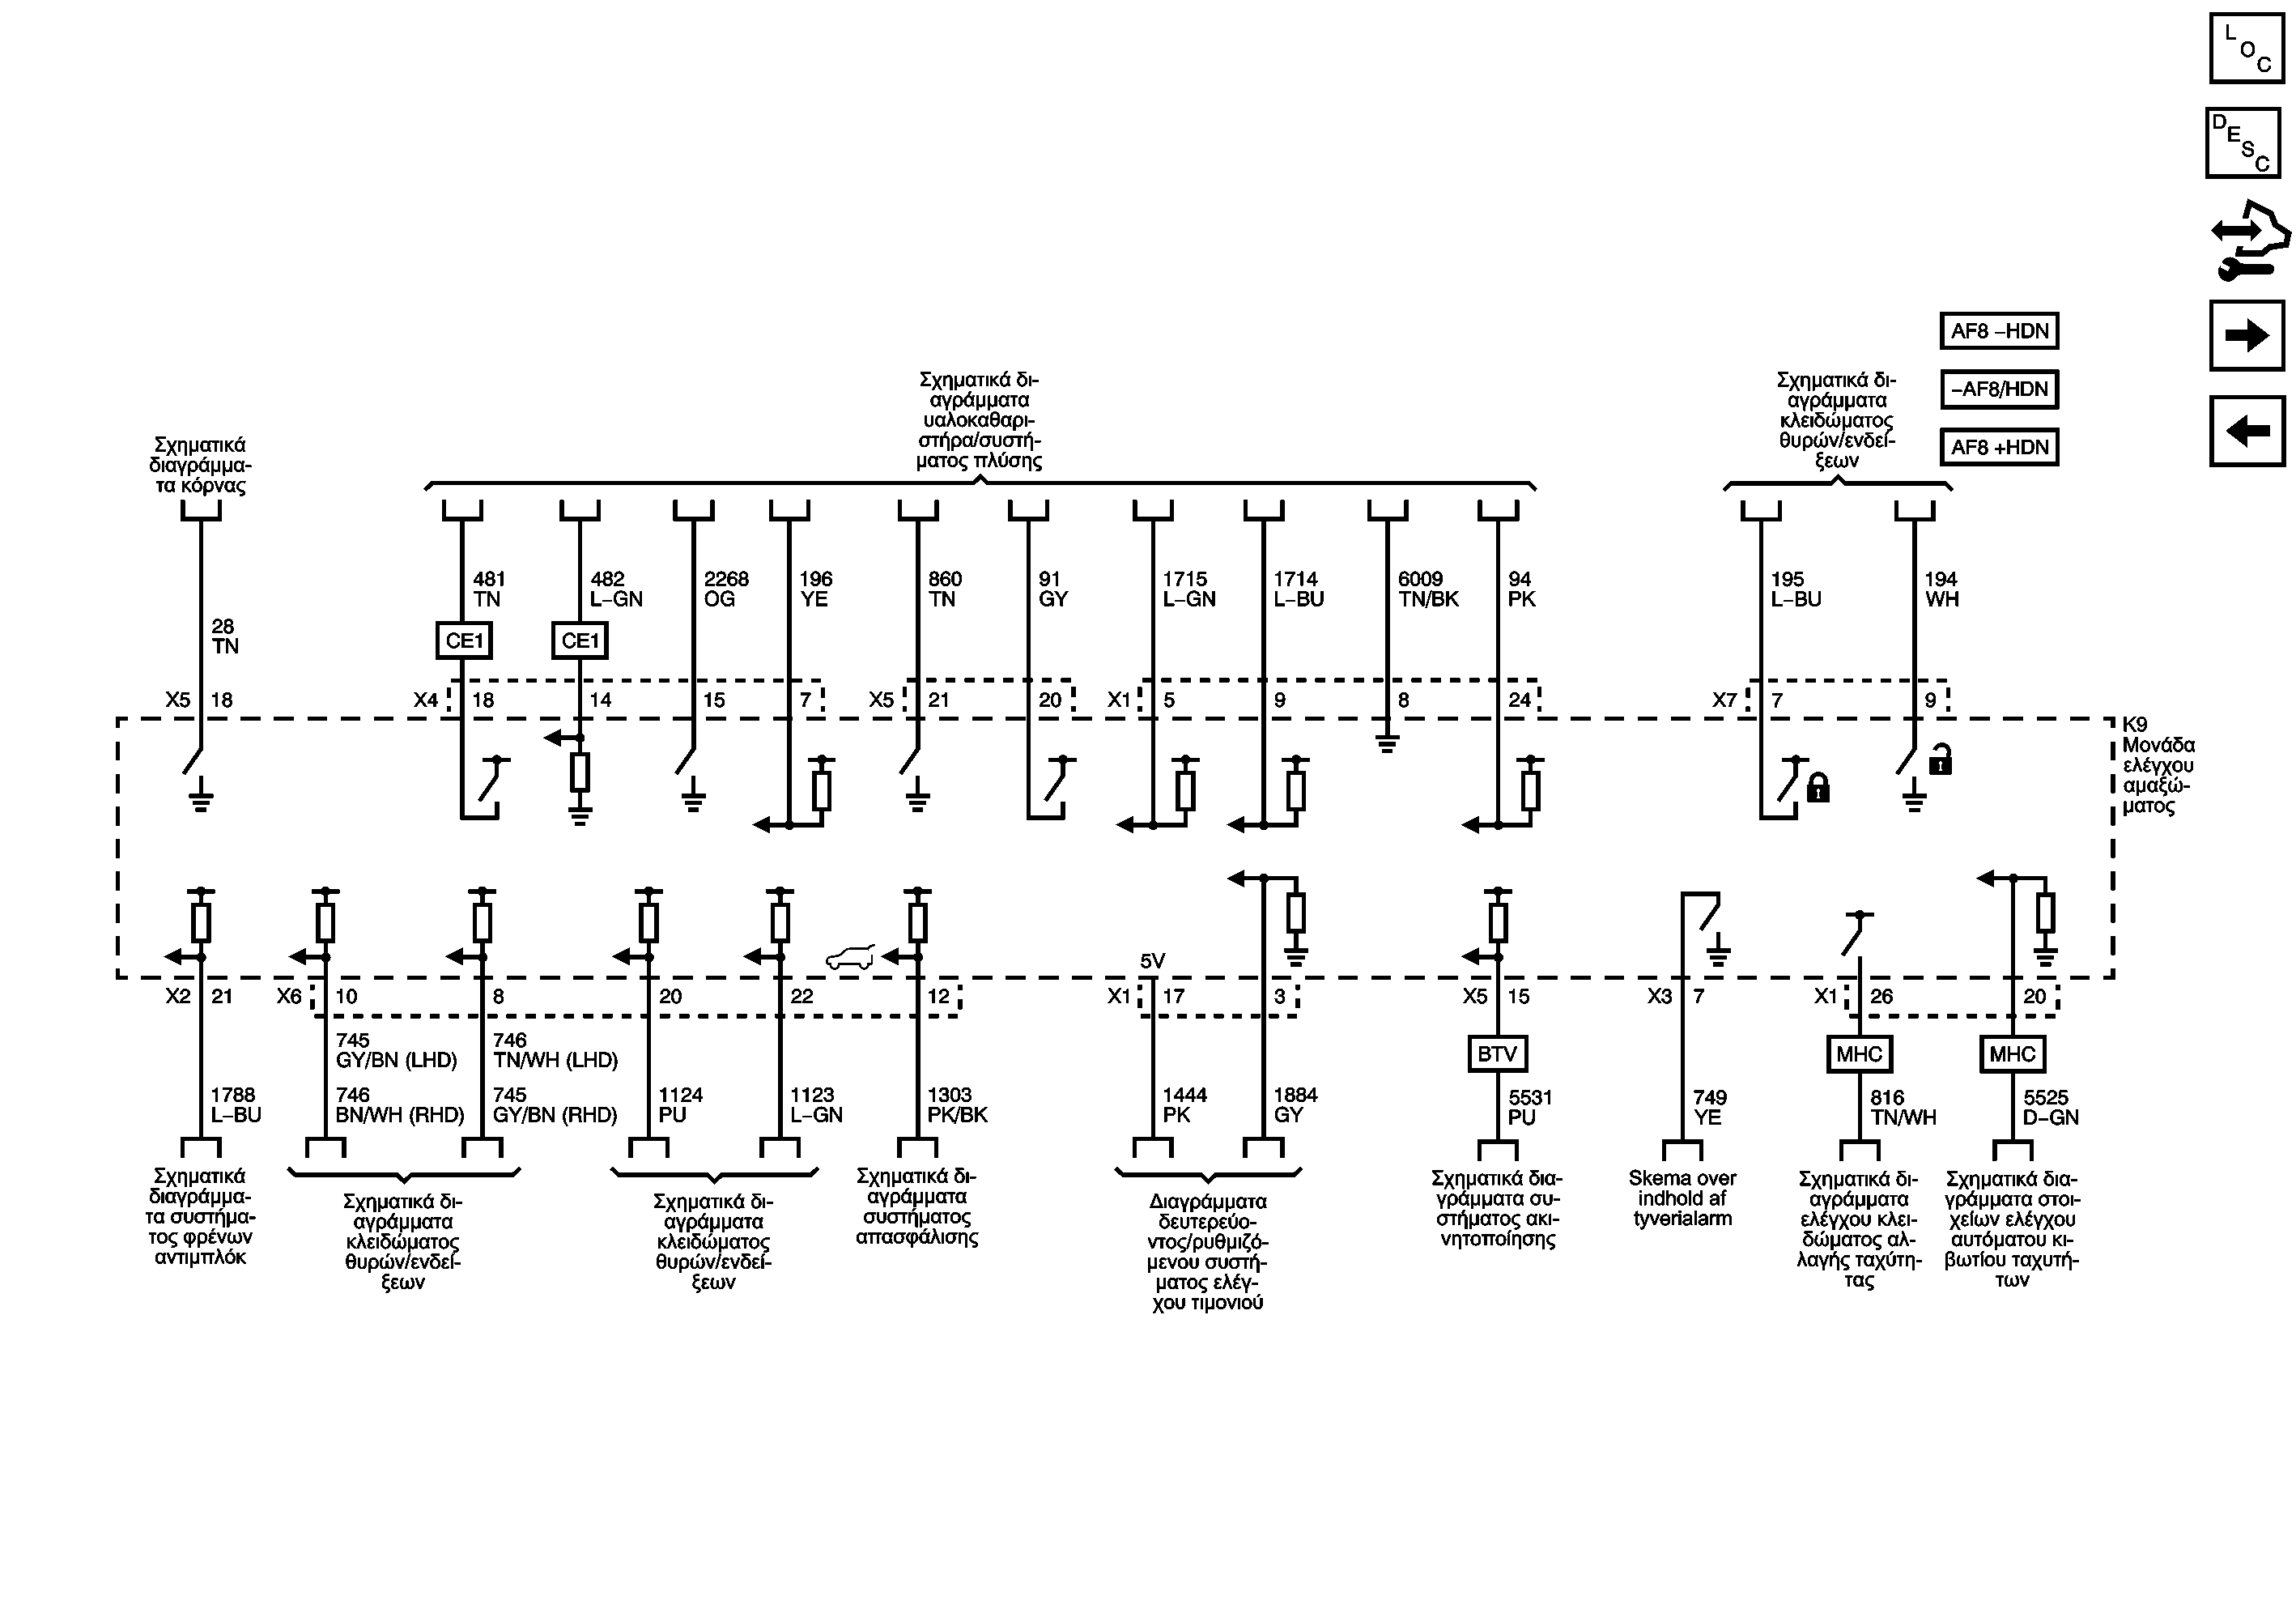 L
O
C
D
E
S
C
AF8 –HDN
–AF8/HDN
AF8 +HDN
Σχηματικά
διαγράμμα-
τα κόρνας
Σχηματικά δι-
αγράμματα
υαλοκαθαρι-
στήρα/συστή-
ματος πλύσης
Σχηματικά δι-
αγράμματα
κλειδώματος
θυρών/ενδεί-
ξεων
28
TN
481
TN
482
L–GN
2268
OG
196
YE
860
TN
91
GY
1715
L–GN
1714
L–BU
6009
TN/BK
94
PK
195
L–BU
194
WH
CE1
CE1
X5 18
X4 18
14
15
7
X5 21
20
X1 5
9
8
24
X7 7
9
K9
Μονάδα
ελέγχου
αμαξώ-
ματος
5V
X2 21
X6 10
8
20
22
12
X1 17
3
X5 15
X3 7
X1 26
20
745
GY/BN (LHD)
746
TN/WH (LHD)
BTV
MHC
MHC
1788
L–BU
746
BN/WH (RHD)
745
GY/BN (RHD)
1124
PU
1123
L–GN
1303
PK/BK
1444
PK
1884
GY
5531
PU
749
YE
816
TN/WH
5525
D–GN
Σχηματικά
διαγράμμα-
τα συστήμα-
τος φρένων
αντιμπλόκ
Σχηματικά δι-
αγράμματα
κλειδώματος
θυρών/ενδεί-
ξεων
Σχηματικά δι-
αγράμματα
κλειδώματος
θυρών/ενδεί-
ξεων
Σχηματικά δι-
αγράμματα
συστήματος
απασφάλισης
Διαγράμματα
δευτερεύο-
ντος/ρυθμιζό-
μενου συστή-
ματος ελέγ-
χου τιμονιού
Σχηματικά δια-
γράμματα συ-
στήματος ακι-
νητοποίησης
Skema over
indhold af
tyverialarm
Σχηματικά δι-
αγράμματα
ελέγχου κλει-
δώματος αλ-
λαγής ταχύτη-
τας
Σχηματικά δια-
γράμματα στοι-
χείων ελέγχου
αυτόματου κι-
βωτίου ταχυτή-
των